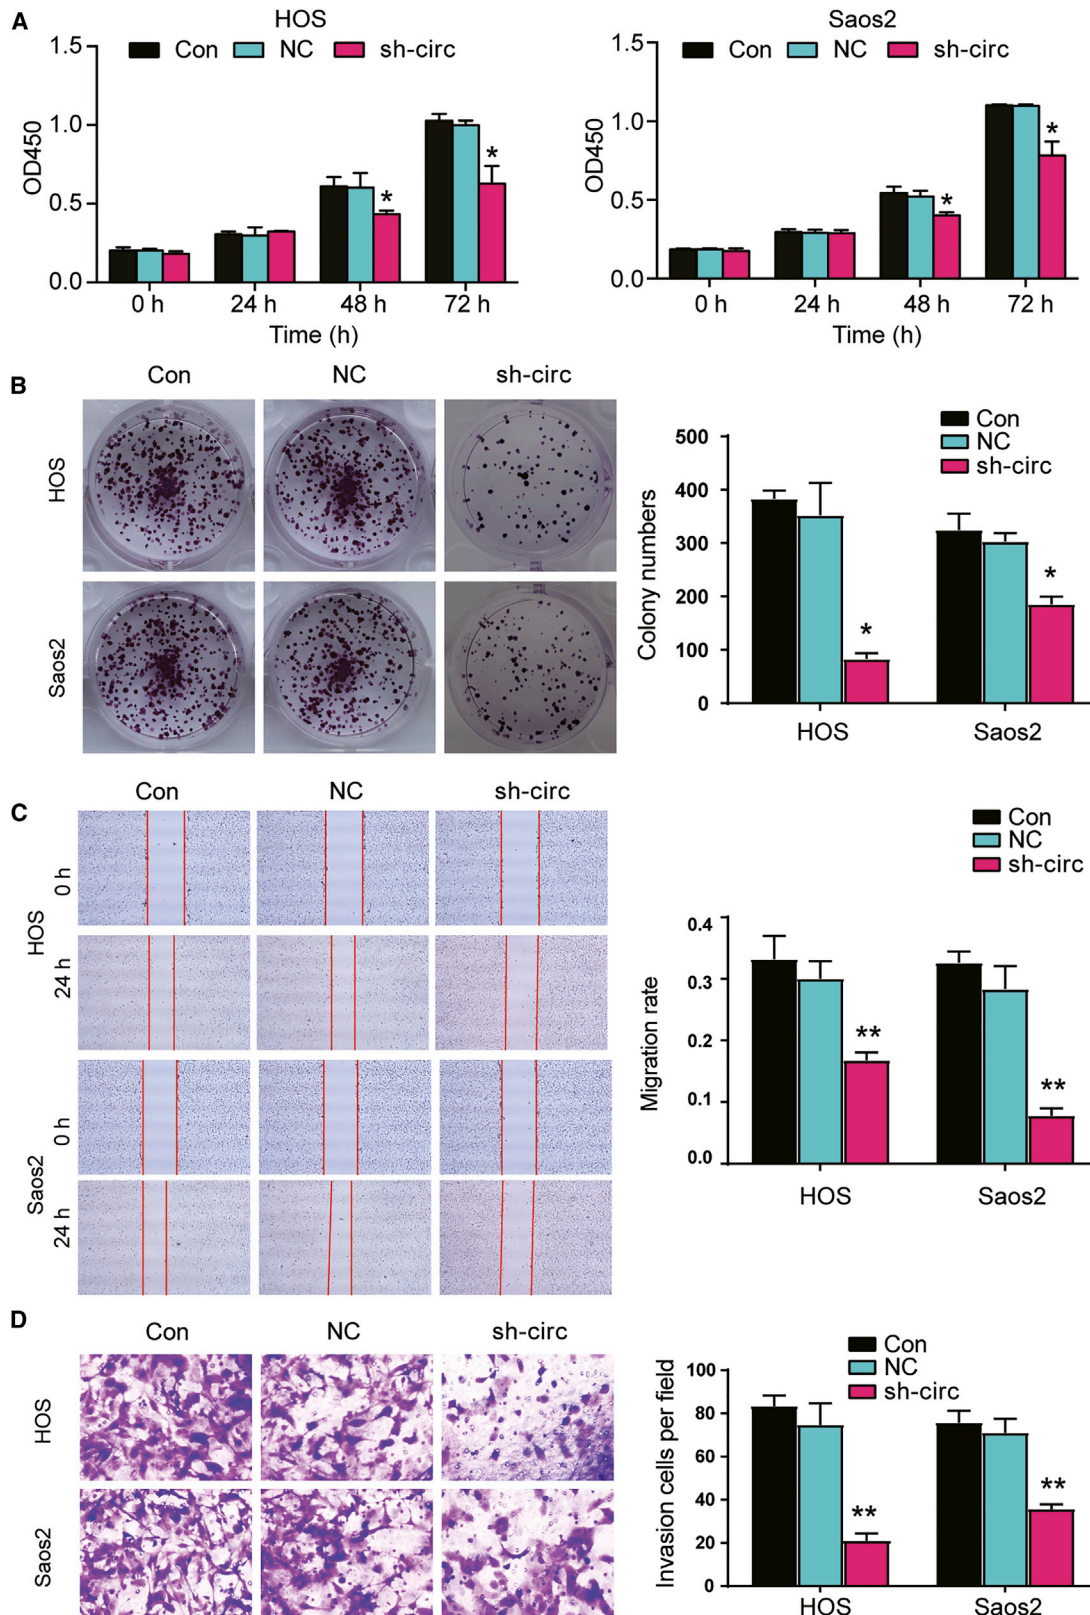 A
HOS
Con NC sh-circ
1.5
1.0
0.5
0.0
OD450
* *
0 h 24 h 48 h 72 h
Time (h)
Saos2
Con NC sh-circ
1.5
1.0
0.5
0.0
OD450
* *
0 h 24 h 48 h 72 h
Time (h)
B
Con NC sh-circ
HOS
Saos2
Con
NC
sh-circ
500
400
300
200
100
0
Colony numbers
* *
HOS Saos2
C
Con NC sh-circ
HOS
0 h
24 h
Saos2
0 h
24 h
Con
NC
sh-circ
0.4
0.3
0.2
0.1
0.0
Migration rate
** **
HOS Saos2
D
Con NC sh-circ
HOS
Saos2
Con
NC
sh-circ
100
80
60
40
20
0
Invasion cells per field
** **
HOS Saos2